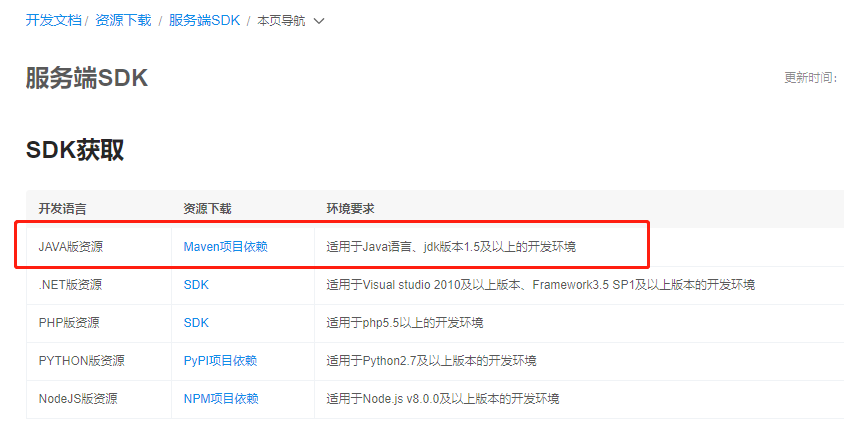 开发文档 / 资源下载 / 服务端SDK / 本页导航
服务端SDK
更新时间：
SDK获取
开发语言 资源下载 环境要求
JAVA版资源 Maven项目依赖 适用于Java语言、jdk版本1.5及以上的开发环境
.NET版资源 SDK 适用于Visual studio 2010及以上版本、Framework3.5 SP1及以上版本的开发环境
PHP版资源 SDK 适用于php5.5以上的开发环境
PYTHON版资源 PyPI项目依赖 适用于Python2.7及以上版本的开发环境
NodeJS版资源 NPM项目依赖 适用于Node.js v8.0.0及以上版本的开发环境